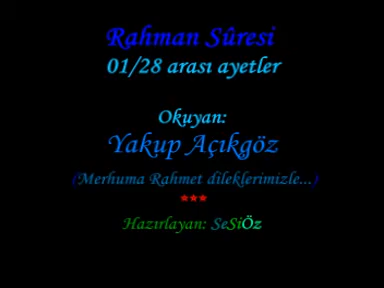 Rahman Sûresi
01/28 arası ayetler
Okuyan:
Yakup Açıkgöz
(Merhuma Rahmet dileklerimizle...)
***
Hazırlayan: SeSiÖz